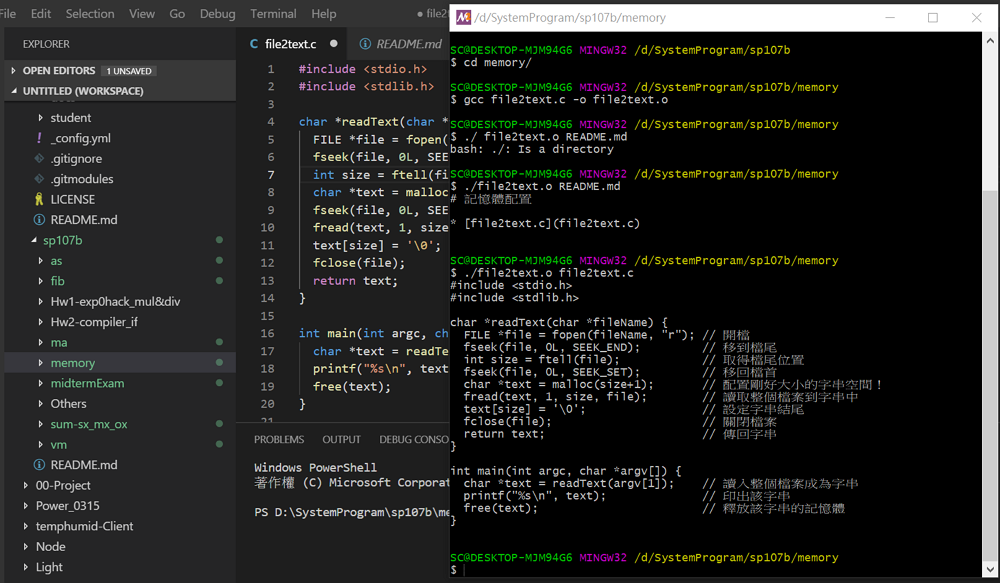 File Edit Selection View Go Debug Terminal Help
● file2
EXPLORER
OPEN EDITORS 1 UNSAVED
UNTITLED (WORKSPACE)
student
! _config.yml
.gitignore
.gitmodules
LICENSE
README.md
sp107b
as
fib
Hw1-exp0hack_mul&div
Hw2-compiler_if
ma
memory
midtermExam
Others
sum-sx_mx_ox
vm
README.md
00-Project
Power_0315
temphumid-Client
Node
Light
C file2text.c ●
README.md
1 #include <stdio.h>
2 #include <stdlib.h>
3
4 char *readText(char *
5 FILE *file = fopen(
6 fseek(file, 0L, SEE
7 int size = ftell(fi
8 char *text = malloc
9 fseek(file, 0L, SEE
10 fread(text, 1, size
11 text[size] = '\0';
12 fclose(file);
13 return text;
14 }
15
16 int main(int argc, ch
17 char *text = readTe
18 printf("%s\n", text
19 free(text);
20 }
21
PROBLEMS OUTPUT DEBUG CONSO
Windows PowerShell
著作權 (C) Microsoft Corporat
PS D:\SystemProgram\sp107b\me
/d/SystemProgram/sp107b/memory
SC@DESKTOP-MJM94G6 MINGW32 /d/SystemProgram/sp107b
$ cd memory/
SC@DESKTOP-MJM94G6 MINGW32 /d/SystemProgram/sp107b/memory
$ gcc file2text.c -o file2text.o
SC@DESKTOP-MJM94G6 MINGW32 /d/SystemProgram/sp107b/memory
$ ./ file2text.o README.md
bash: ./: Is a directory
SC@DESKTOP-MJM94G6 MINGW32 /d/SystemProgram/sp107b/memory
$ ./file2text.o README.md
# 記憶體配置
* [file2text.c](file2text.c)
SC@DESKTOP-MJM94G6 MINGW32 /d/SystemProgram/sp107b/memory
$ ./file2text.o file2text.c
#include <stdio.h>
#include <stdlib.h>
char *readText(char *fileName) {
FILE *file = fopen(fileName, "r"); // 開檔
fseek(file, 0L, SEEK_END); // 移到檔尾
int size = ftell(file); // 取得檔尾位置
fseek(file, 0L, SEEK_SET); // 移回檔首
char *text = malloc(size+1); // 配置剛好大小的字串空間！
fread(text, 1, size, file); // 讀取整個檔案到字串中
text[size] = '\0'; // 設定字串結尾
fclose(file); // 關閉檔案
return text; // 傳回字串
}
int main(int argc, char *argv[]) {
char *text = readText(argv[1]); // 讀入整個檔案成為字串
printf("%s\n", text); // 印出該字串
free(text); // 釋放該字串的記憶體
}
SC@DESKTOP-MJM94G6 MINGW32 /d/SystemProgram/sp107b/memory
$